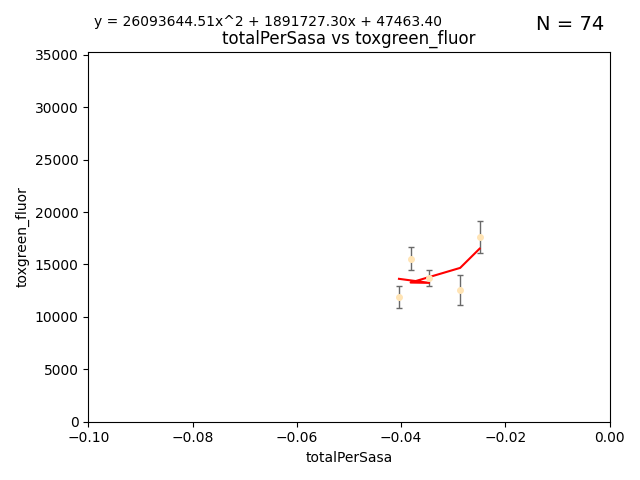 y = 26093644.51x^2 + 1891727.30x + 47463.40
N = 74
totalPerSasa vs toxgreen_fluor
35000
30000
25000
20000
15000
10000
5000
0
toxgreen_fluor
−0.10 −0.08 −0.06 −0.04 −0.02 0.00
totalPerSasa